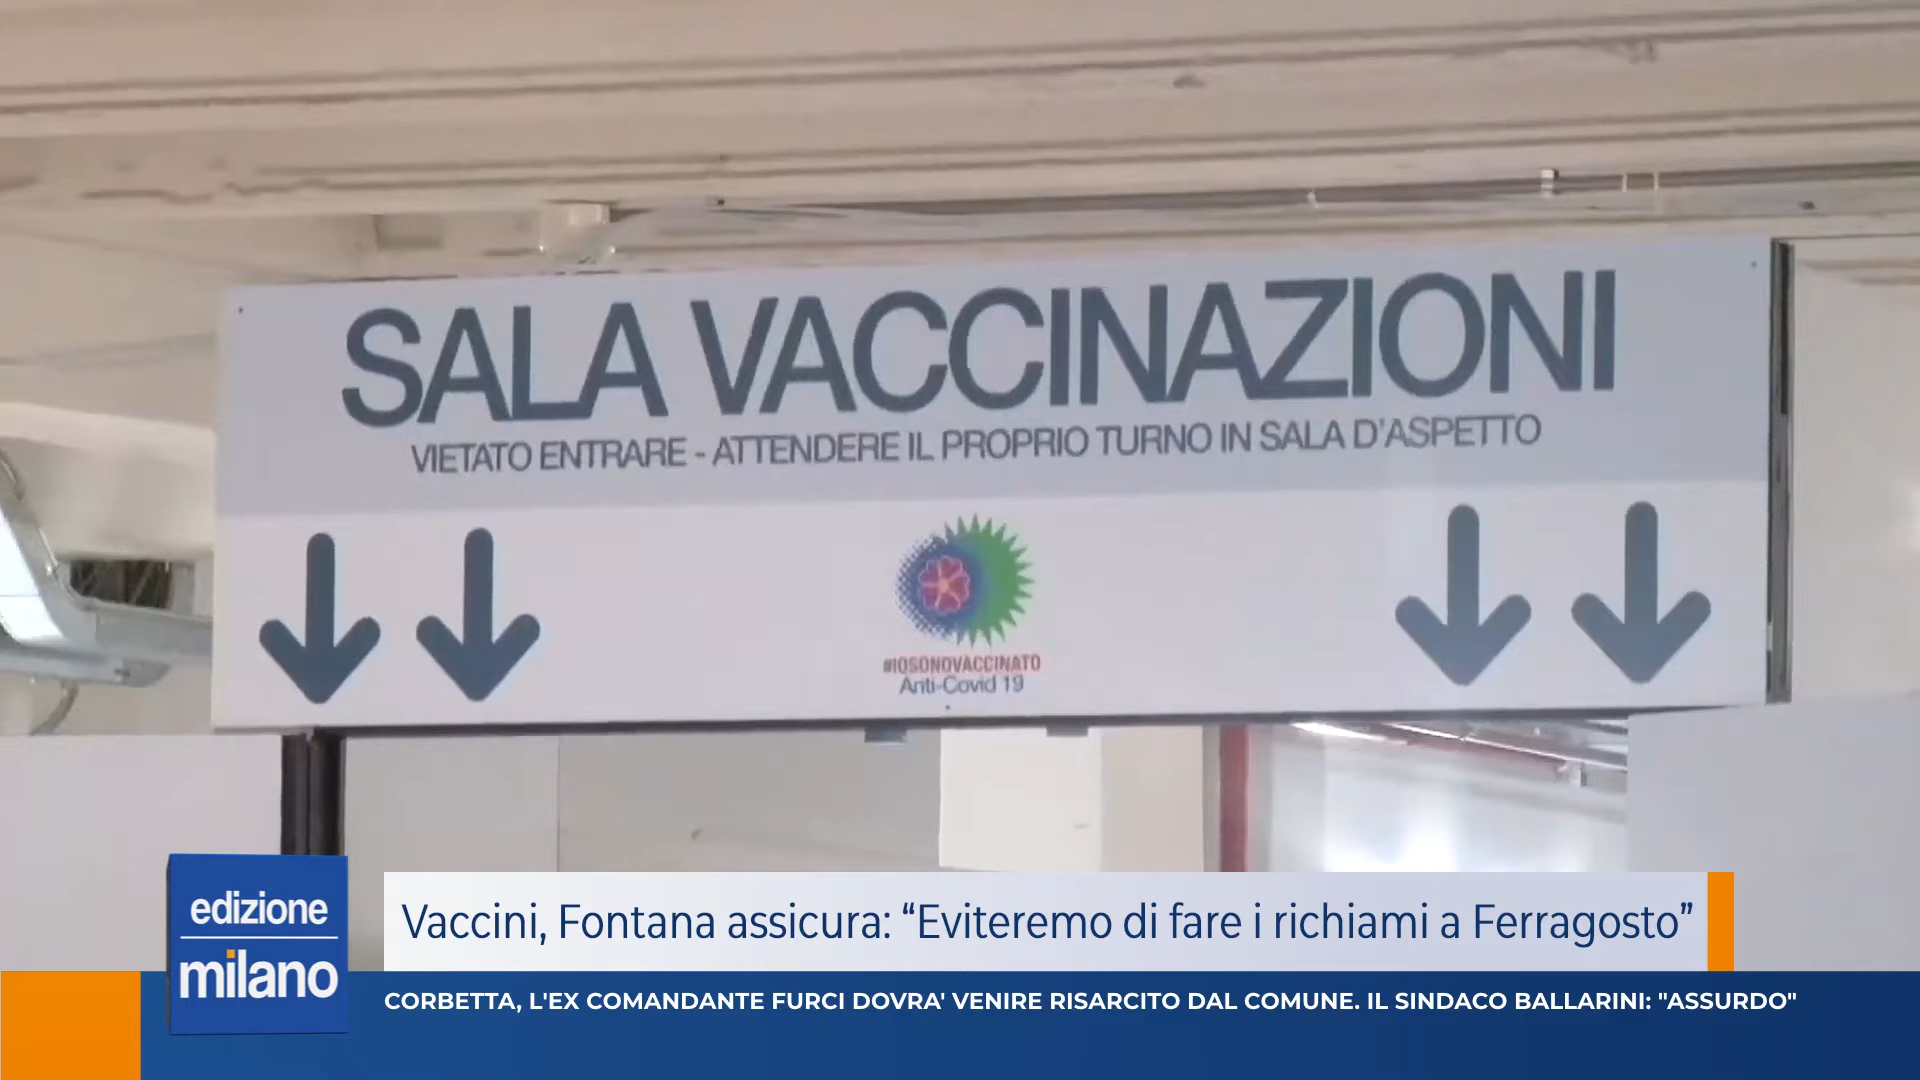 SALA VACCINAZIONI
VIETATO ENTRARE - ATTENDERE IL PROPRIO TURNO IN SALA D'ASPETTO
#IOSONOVACCINATO
Anti-Covid 19
edizione
milano
Vaccini, Fontana assicura: “Eviteremo di fare i richiami a Ferragosto”
CORBETTA, L'EX COMANDANTE FURCI DOVRA' VENIRE RISARCITO DAL COMUNE. IL SINDACO BALLARINI: "ASSURDO"